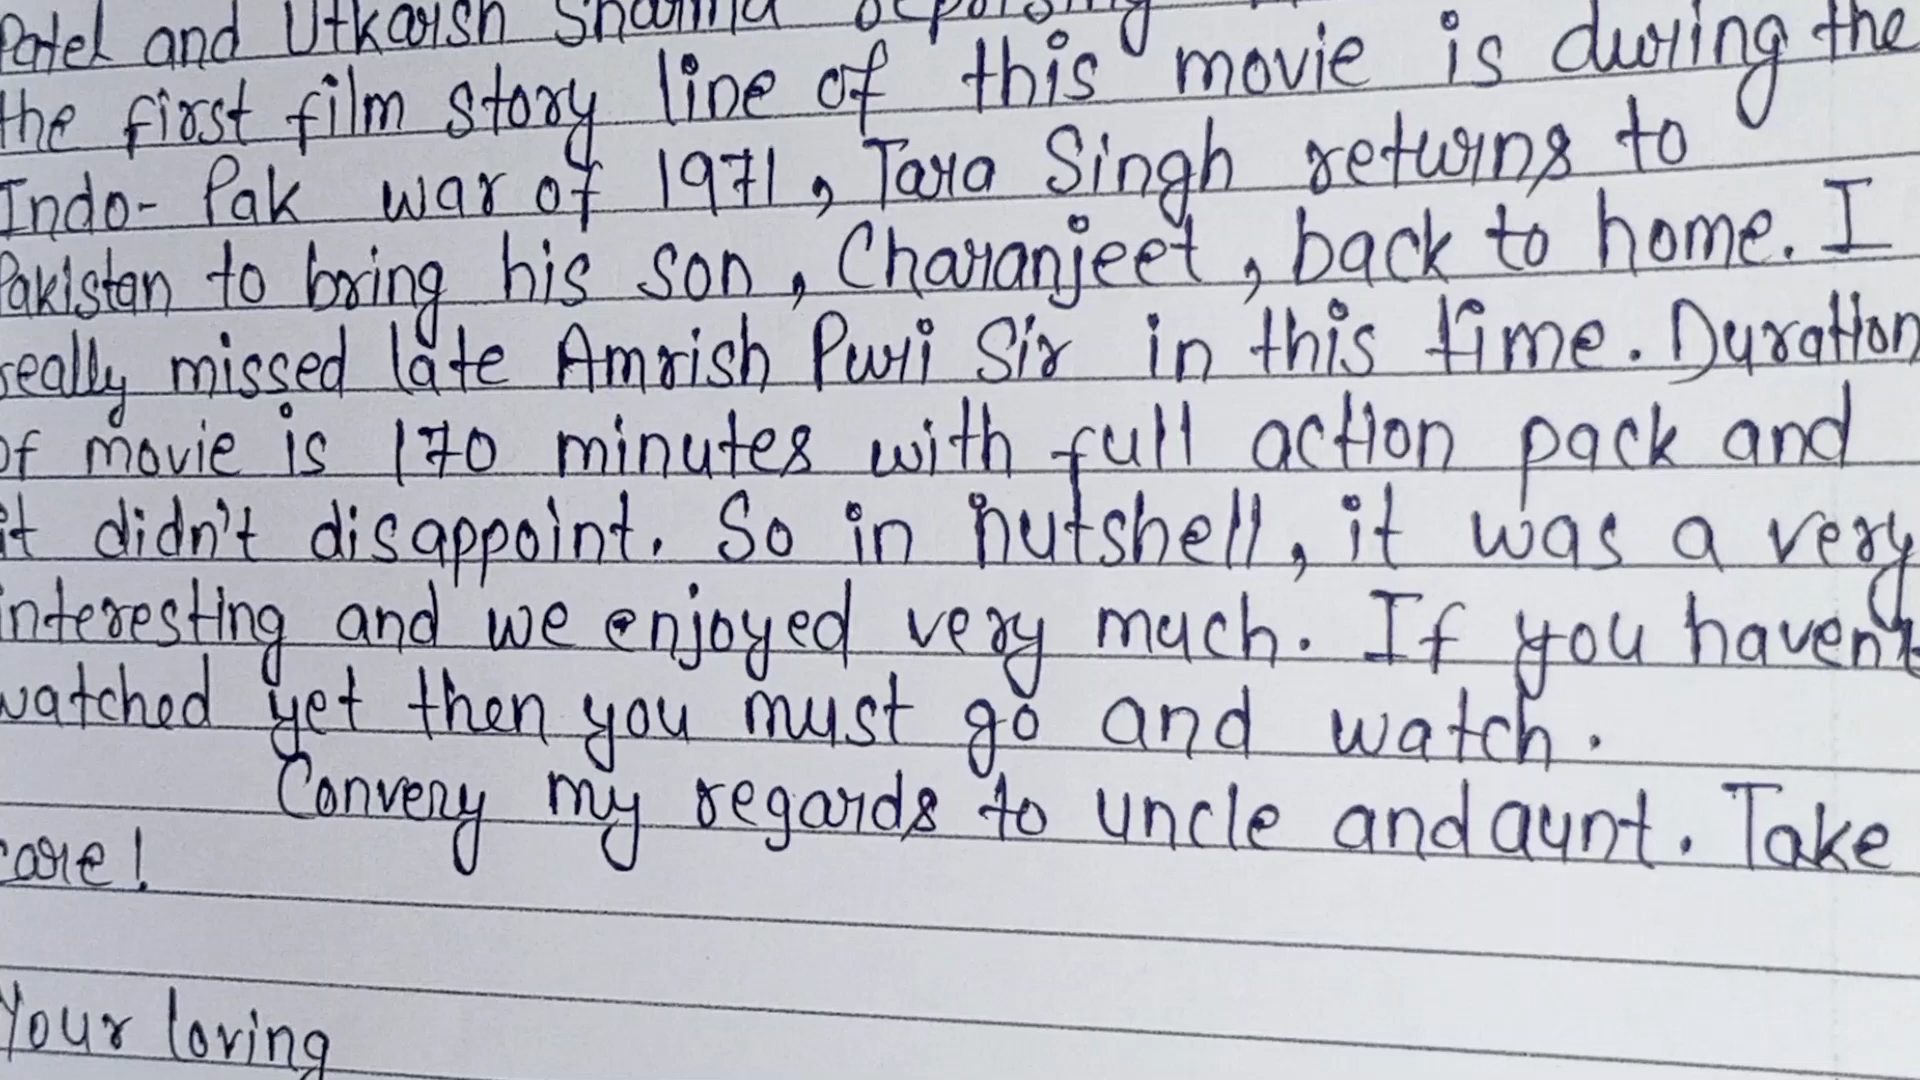 Patel and Utkarsh Sharma
the first film story line of this movie is during the
Indo- Pak war of 1971, Tara Singh returns to
Pakistan to bring his son, Charanjeet, back to home. I
really missed late Amrish Puri Sir in this time. Duration
of movie is 170 minutes with full action pack and
it didn't disappoint. So in nutshell, it was a very
interesting and we enjoyed very much. If you haven't
watched yet then you must go and watch.
Convery my regards to uncle and aunt. Take
care!
Your loving